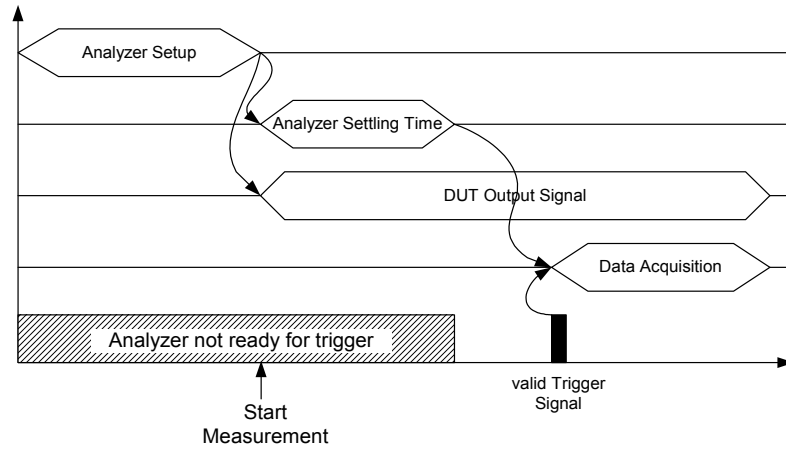 Analyzer Setup
Analyzer Settling Time
DUT Output Signal
Data Acquisition
Analyzer not ready for trigger
valid Trigger
Signal
Start
Measurement